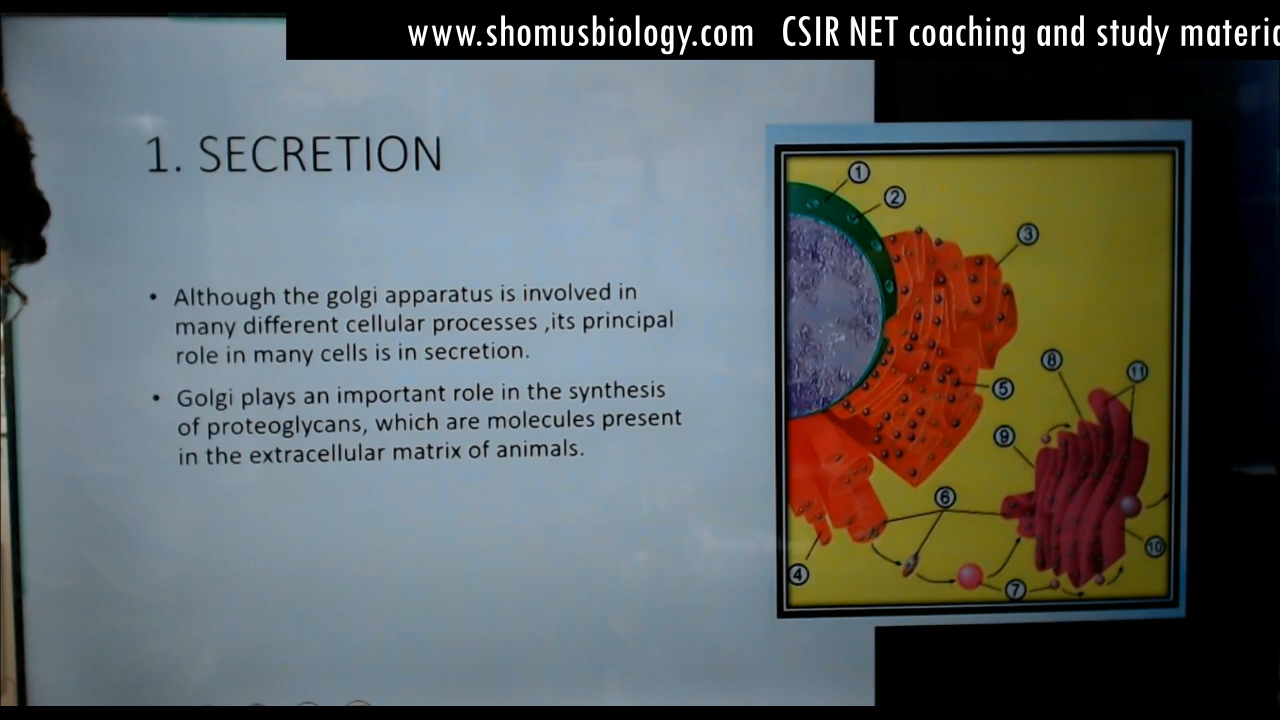 www.shomusbiology.com CSIR NET coaching and study
1. SECRETION
• Although the golgi apparatus is involved in
many different cellular processes ,its principal
role in many cells is in secretion.
• Golgi plays an important role in the synthesis
of proteoglycans, which are molecules present
in the extracellular matrix of animals.
1
2
3
8
11
5
9
6
10
4
7